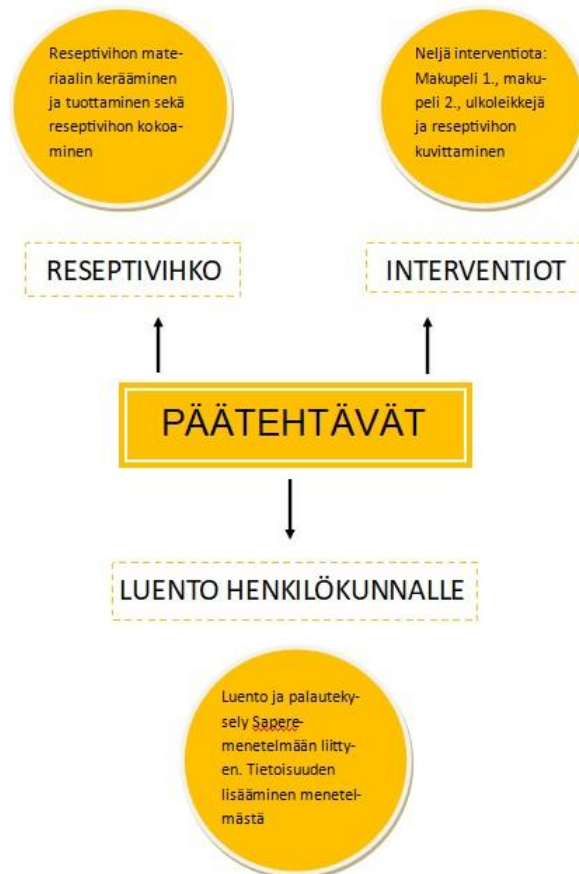 Reseptivihon mate-
riaalin kerääminen
ja tuottaminen sekä
reseptivihon kokoa-
minen
Neljä interventiota:
Makupeli 1., maku-
peli 2., ulkoleikkejä
ja reseptivihon
kuvittaminen
RESEPTIVIHKO
INTERVENTIOT
PÄÄTEHTÄVÄT
LUENTO HENKILÖKUNNALLE
Luento ja palauteky-
sely Sapere-
menetelmään liitty-
en. Tietoisuuden
lisääminen menetel-
mästä